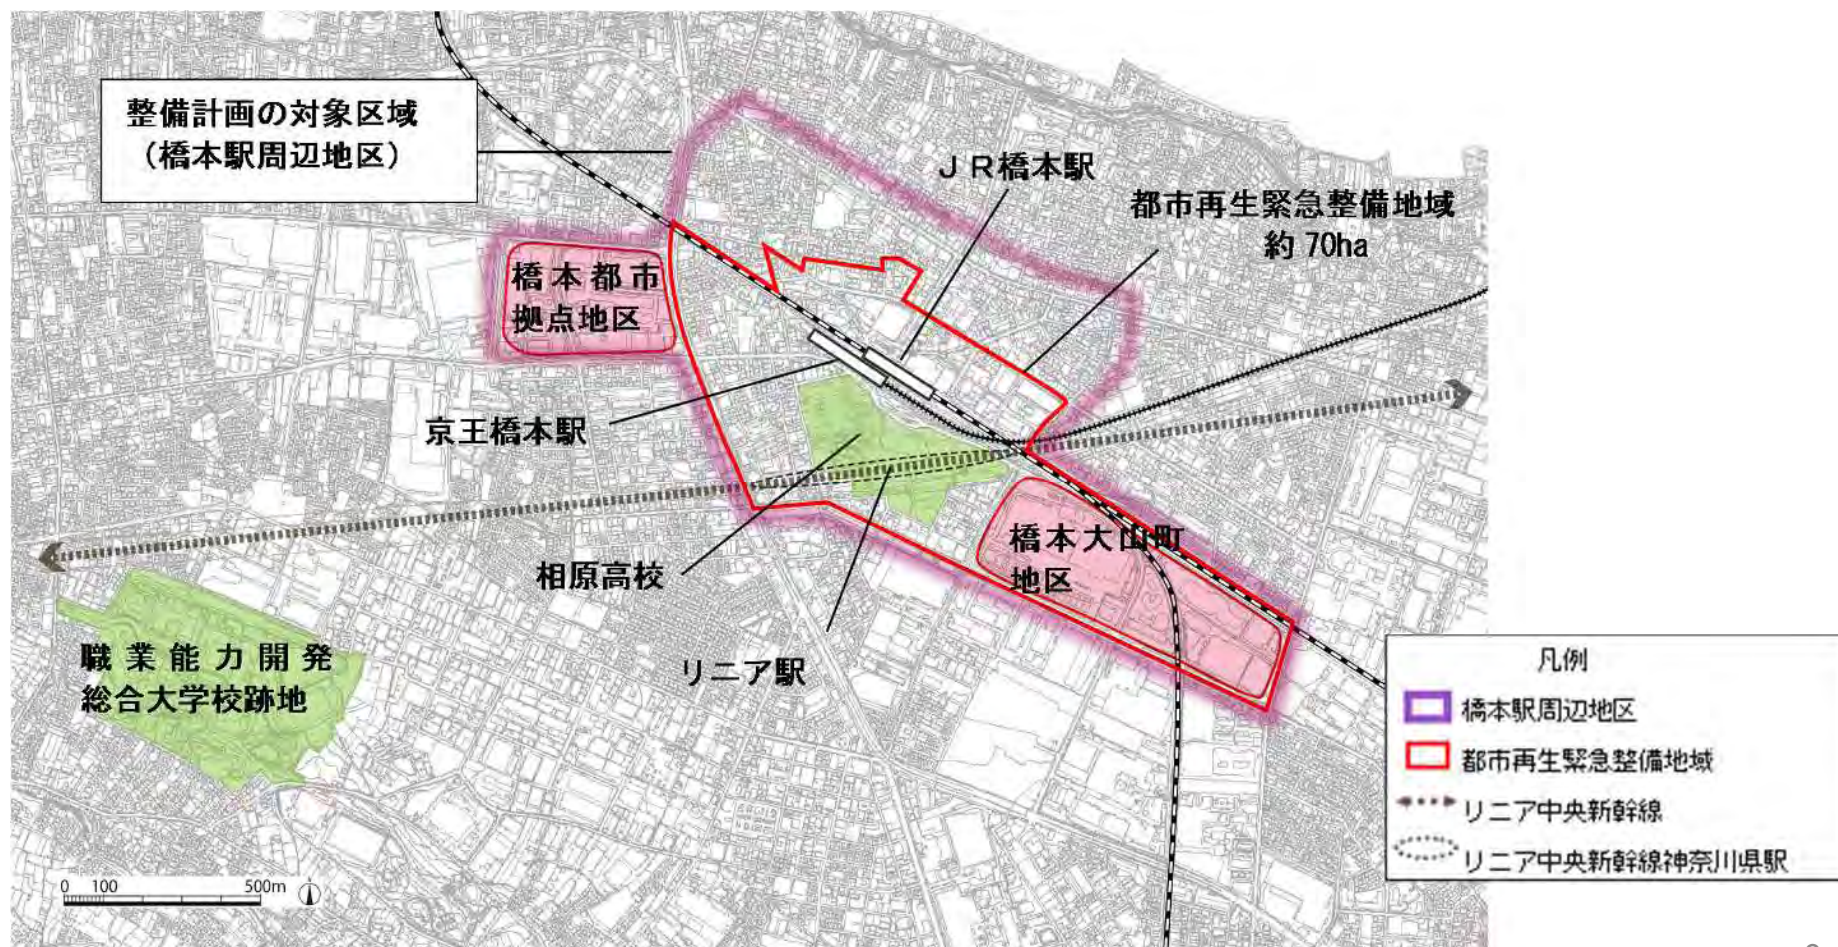 整備計画の対象区域
（橋本駅周辺地区）
ＪＲ橋本駅
都市再生緊急整備地域
約 70ha
橋本都市
拠点地区
京王橋本駅
相原高校
橋本大山町
地区
リニア駅
職業能力開発
総合大学校跡地
0 100 500m
凡例
橋本駅周辺地区
都市再生緊急整備地域
リニア中央新幹線
リニア中央新幹線神奈川県駅